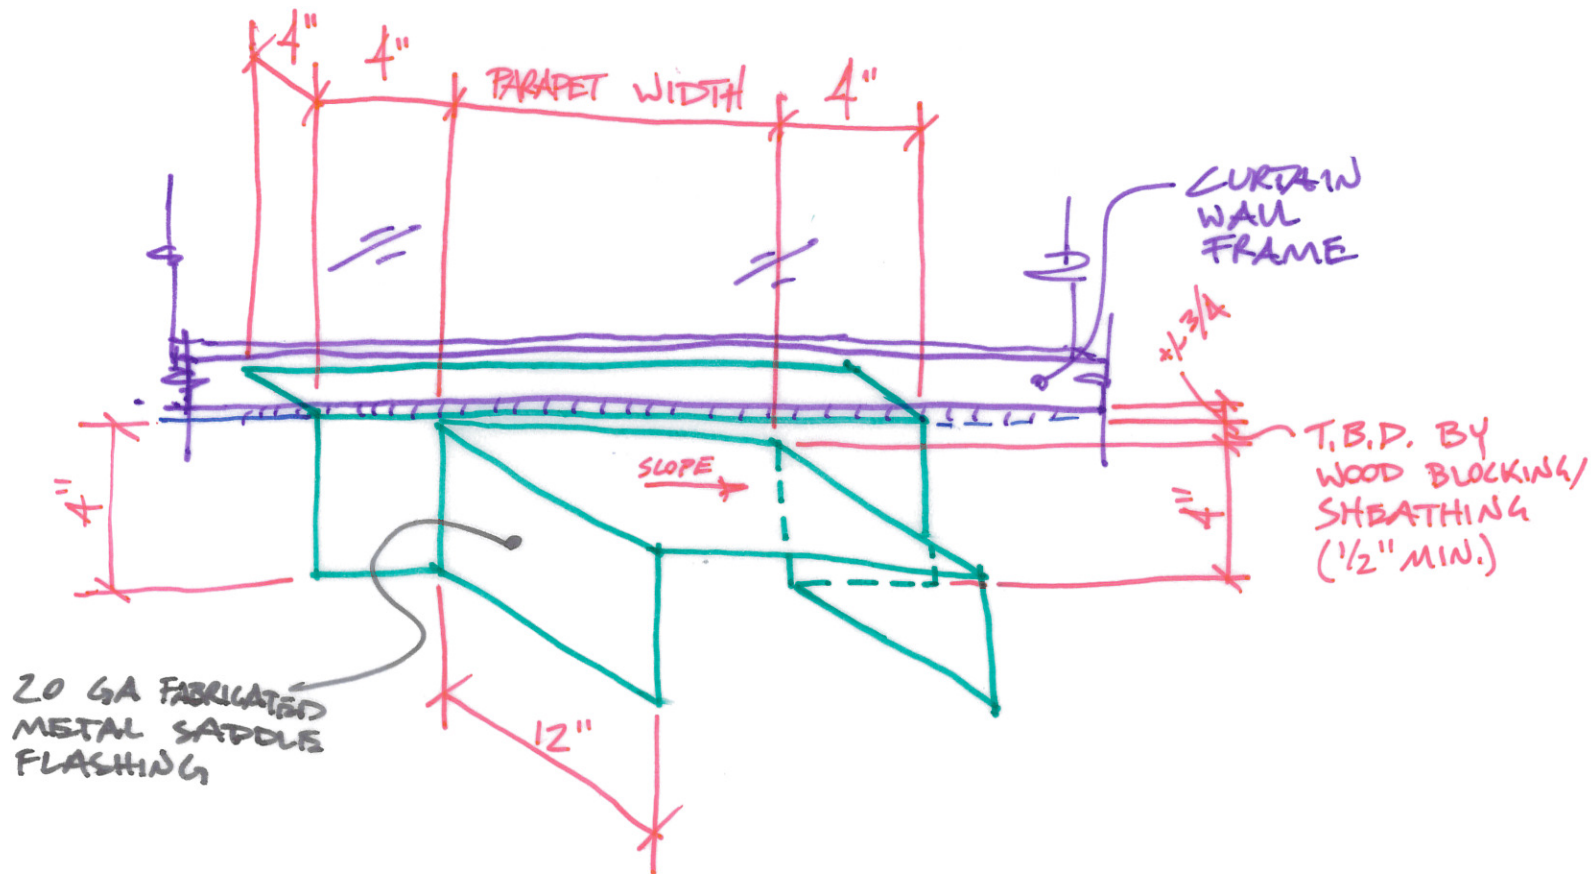 4"
4"
PARAPET WIDTH
4"
CURTAIN
WALL
FRAME
+/- 3/4
T.B.D. BY
WOOD BLOCKING/
SHEATHING
(1/2" MIN.)
4"
SLOPE
4"
20 GA FABRICATED
METAL SADDLE
FLASHING
12"